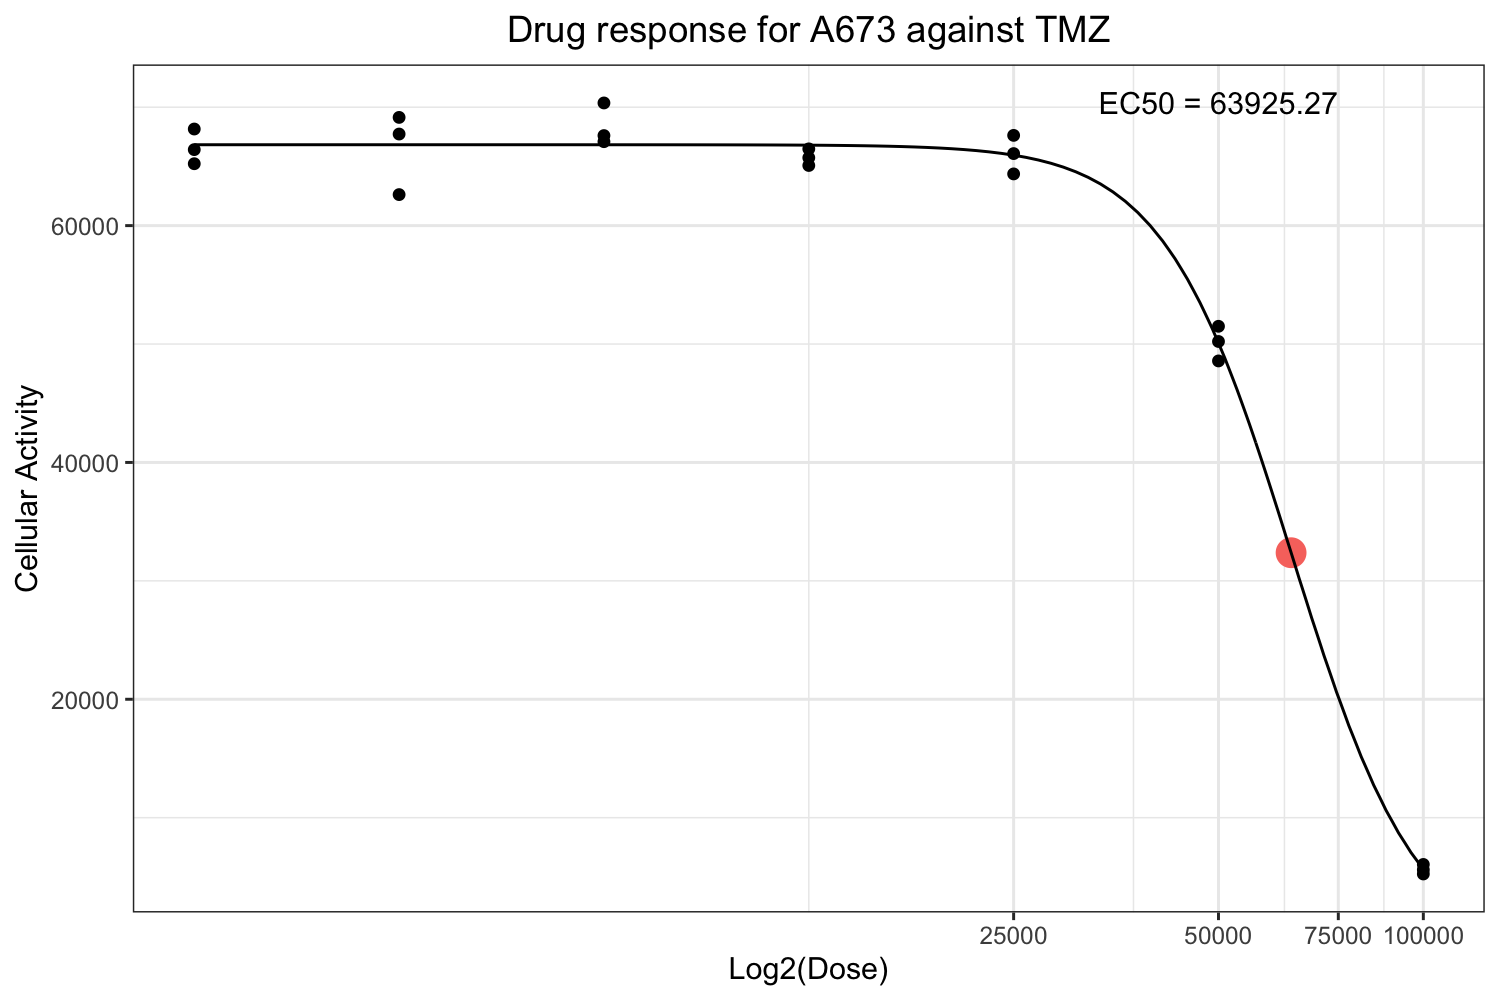 Drug response for A673 against TMZ
EC50 = 63925.27
60000
40000
20000
Cellular Activity
25000 50000 75000 100000
Log2(Dose)